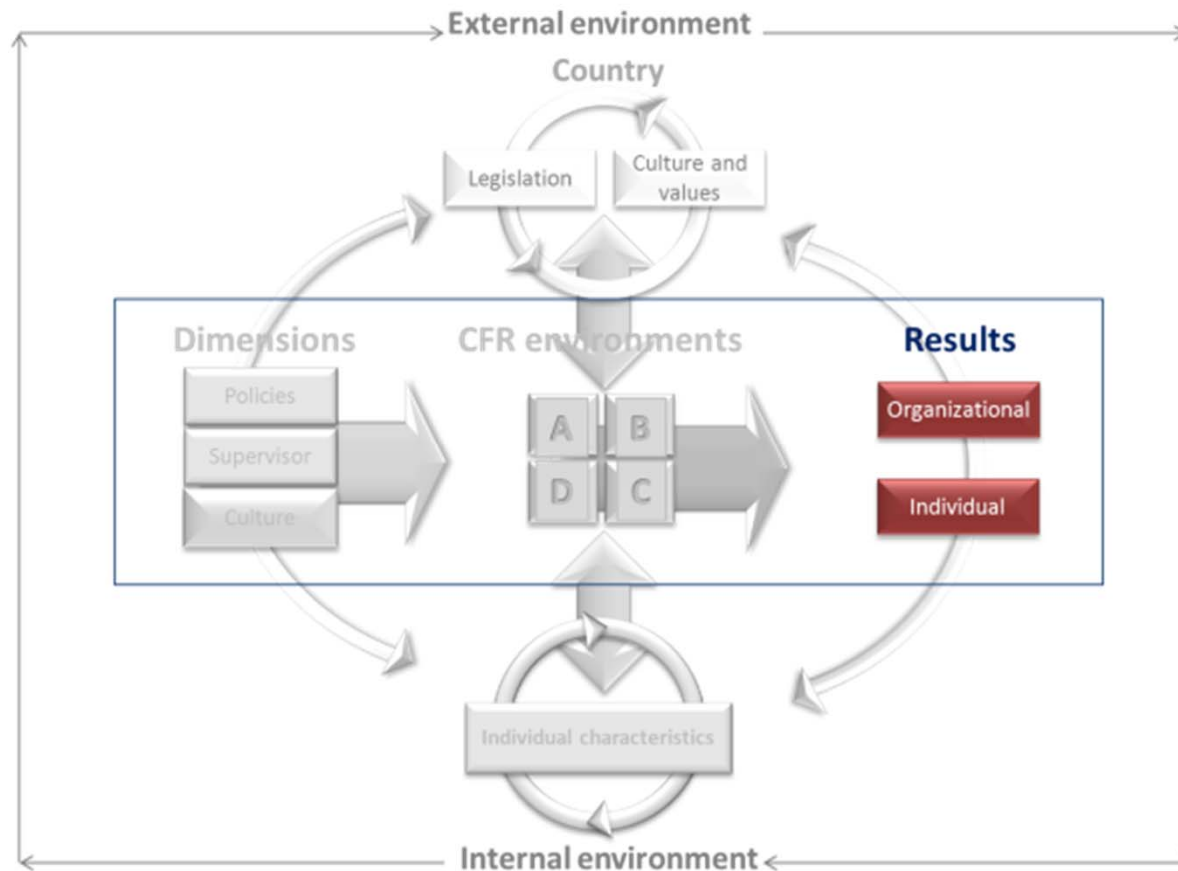 External environment
Country
Legislation
Culture and
values
Dimensions
CFR environments
Results
Policies
Supervisor
Culture
A
B
D
C
Organizational
Individual
Individual characteristics
Internal environment